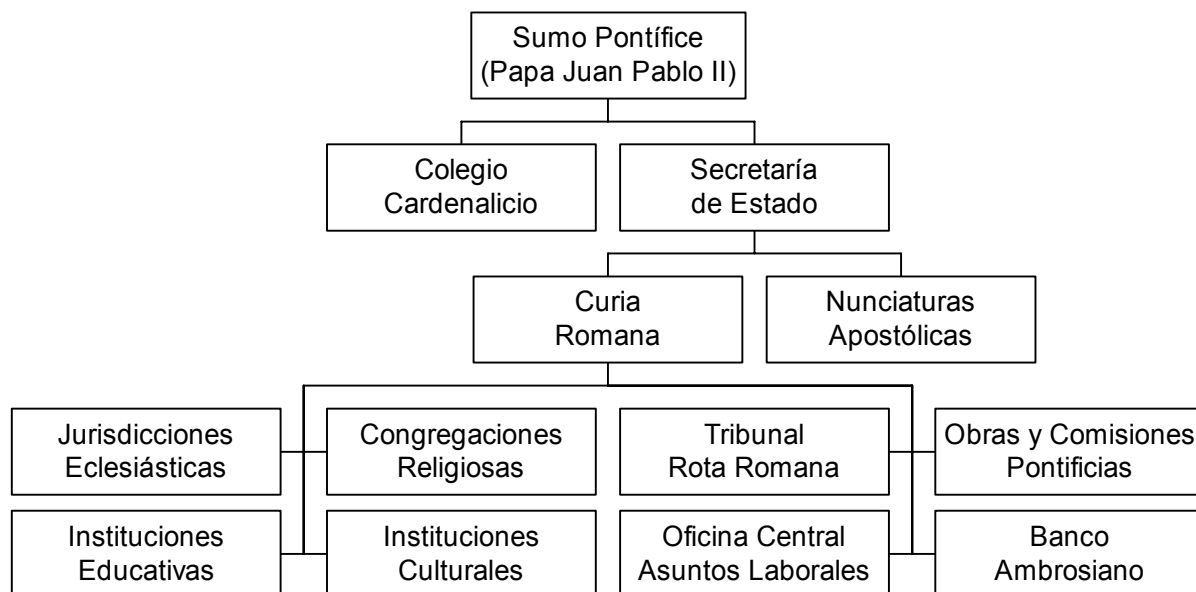 Sumo Pontífice
(Papa Juan Pablo II)
Colegio
Cardenalicio
Secretaría
de Estado
Curia
Romana
Nunciaturas
Apostólicas
Jurisdicciones
Eclesiásticas
Congregaciones
Religiosas
Tribunal
Rota Romana
Obras y Comisiones
Pontificias
Instituciones
Educativas
Instituciones
Culturales
Oficina Central
Asuntos Laborales
Banco
Ambrosiano